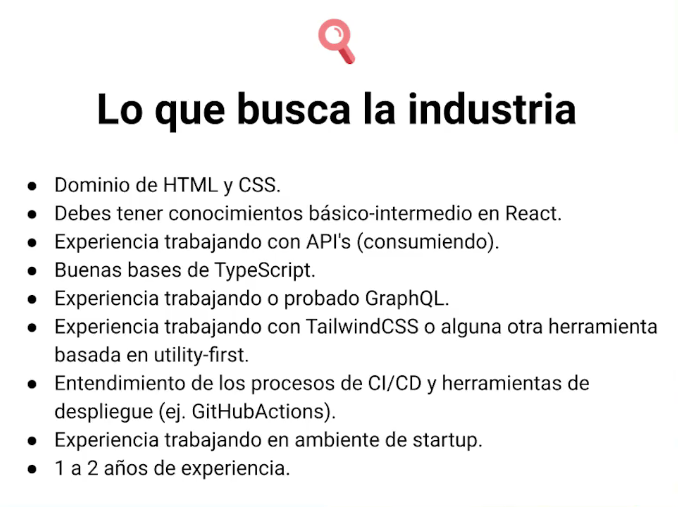 Lo que busca la industria
● Dominio de HTML y CSS.
● Debes tener conocimientos básico-intermedio en React.
● Experiencia trabajando con API's (consumiendo).
● Buenas bases de TypeScript.
● Experiencia trabajando o probado GraphQL.
● Experiencia trabajando con TailwindCSS o alguna otra herramienta
basada en utility-first.
● Entendimiento de los procesos de CI/CD y herramientas de
despliegue (ej. GitHubActions).
● Experiencia trabajando en ambiente de startup.
● 1 a 2 años de experiencia.